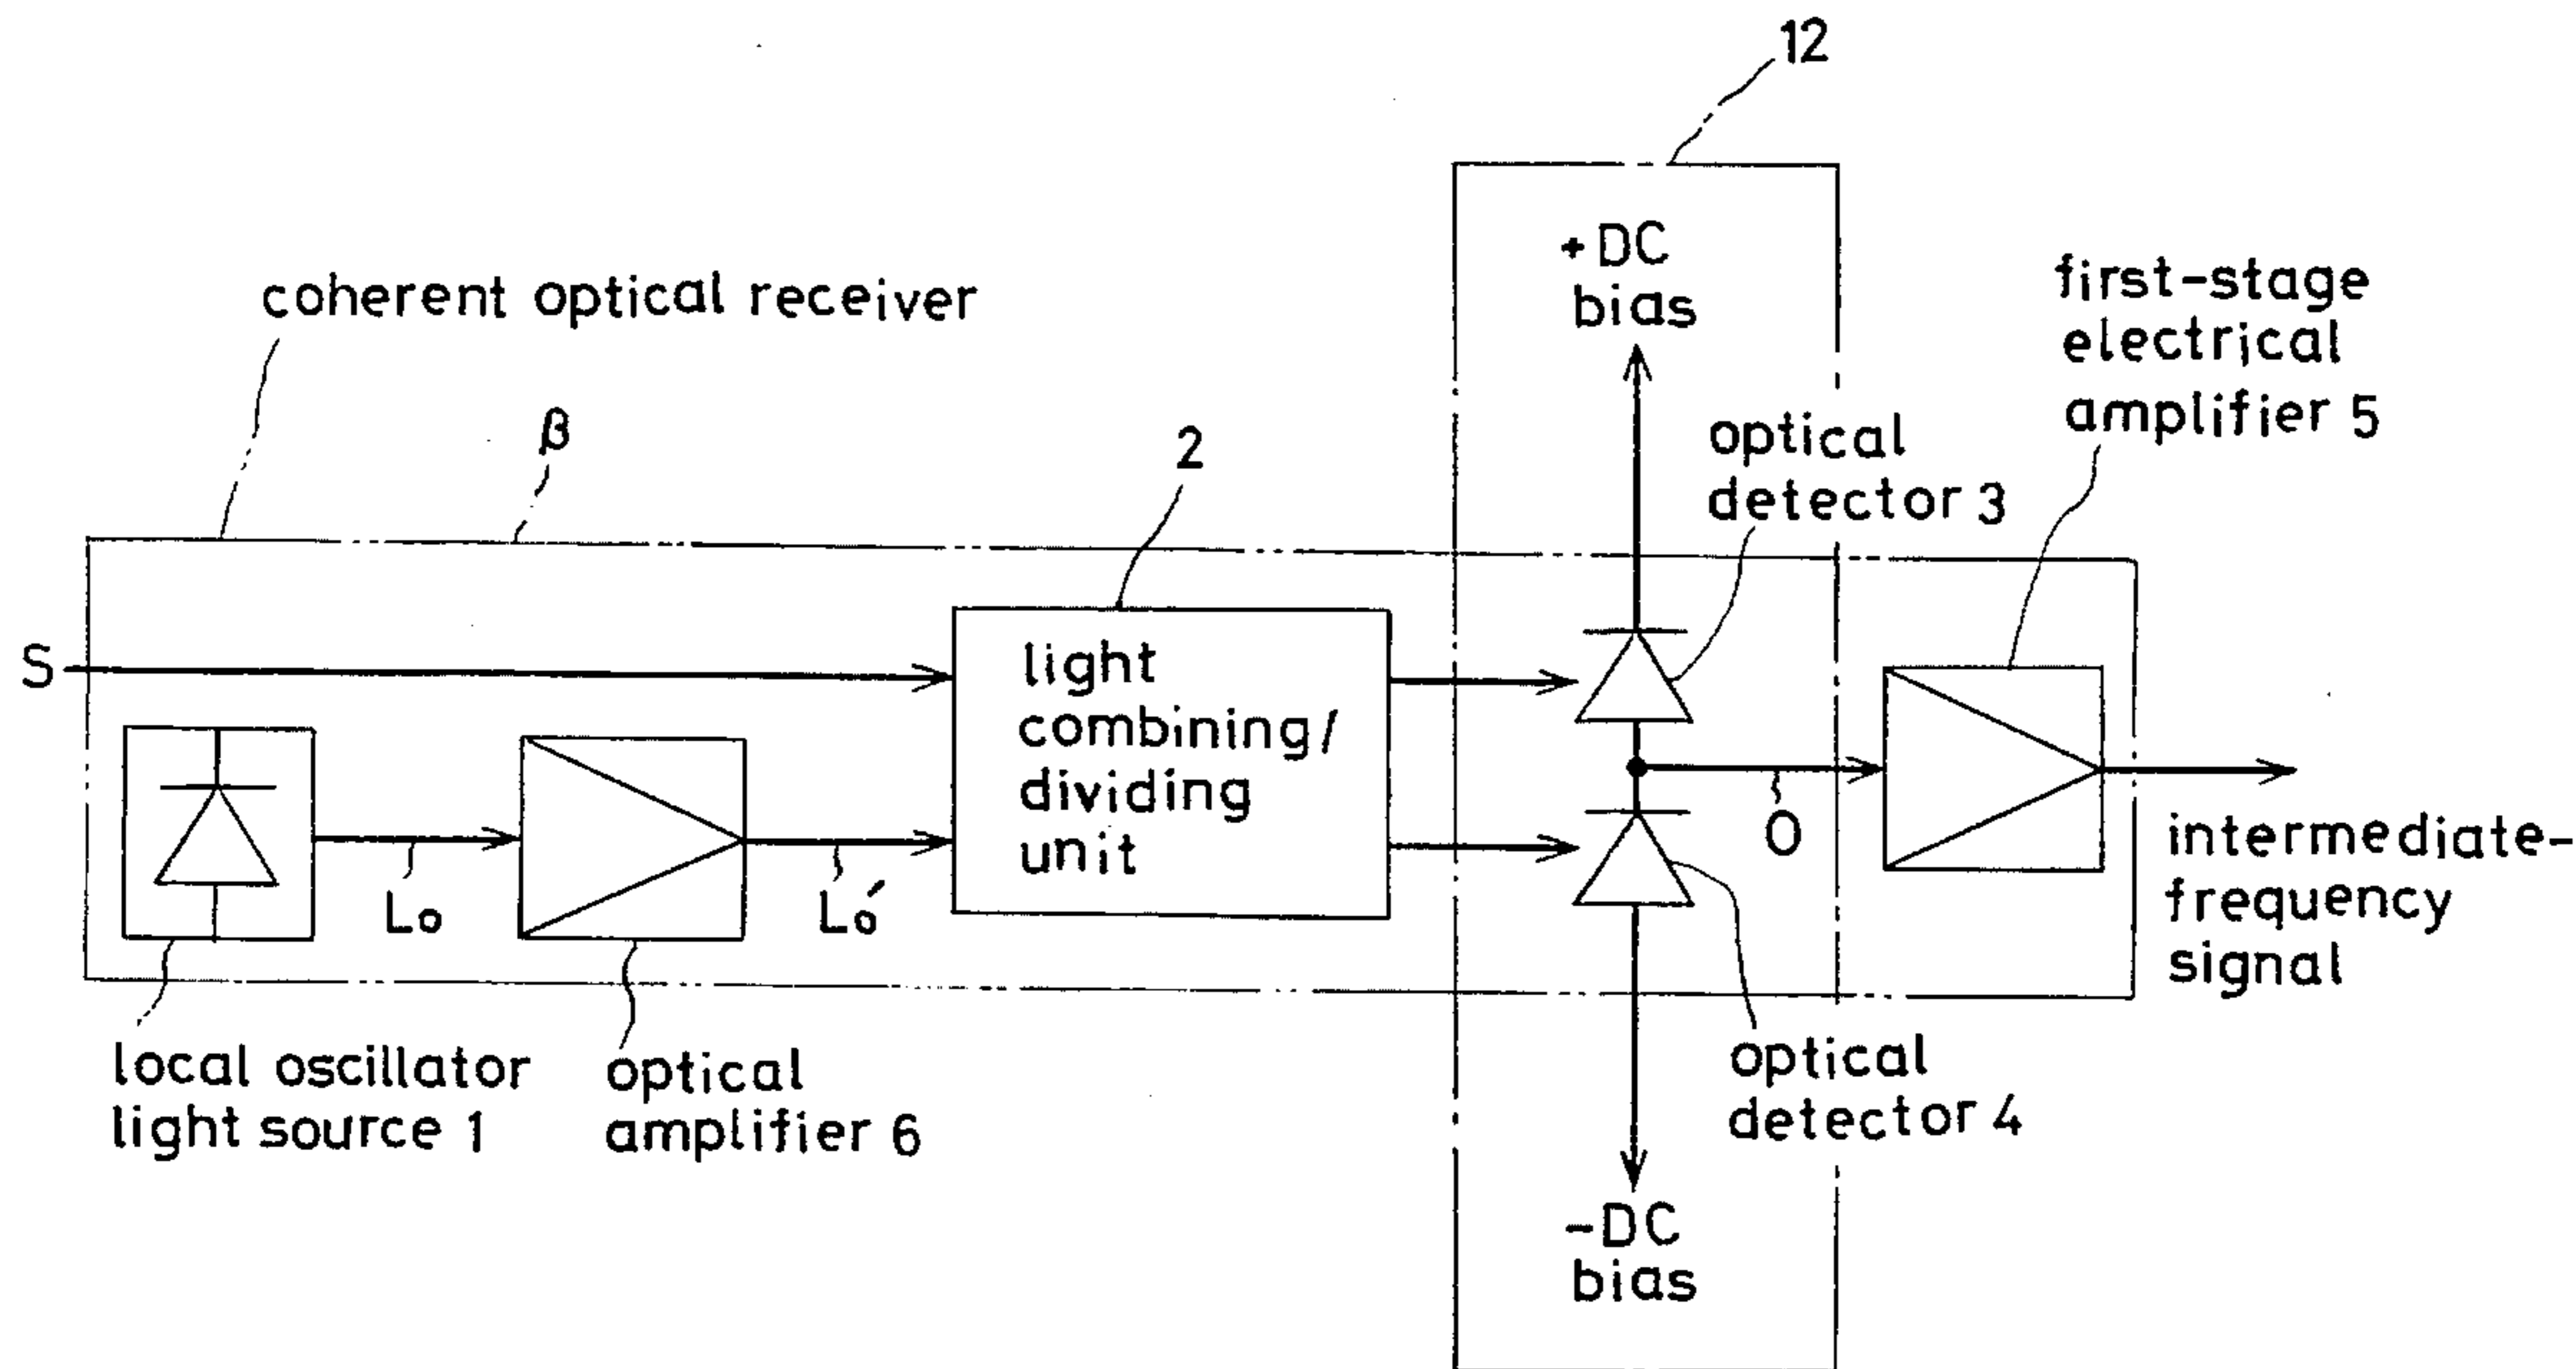 12
+DC
bias
coherent optical receiver
first-stage
electrical
amplifier 5
β
2
optical
detector 3
S
light
combining/
dividing
unit
Lo
Lo´
O
intermediate-
frequency
signal
local oscillator
light source 1
optical
amplifier 6
optical
detector 4
-DC
bias